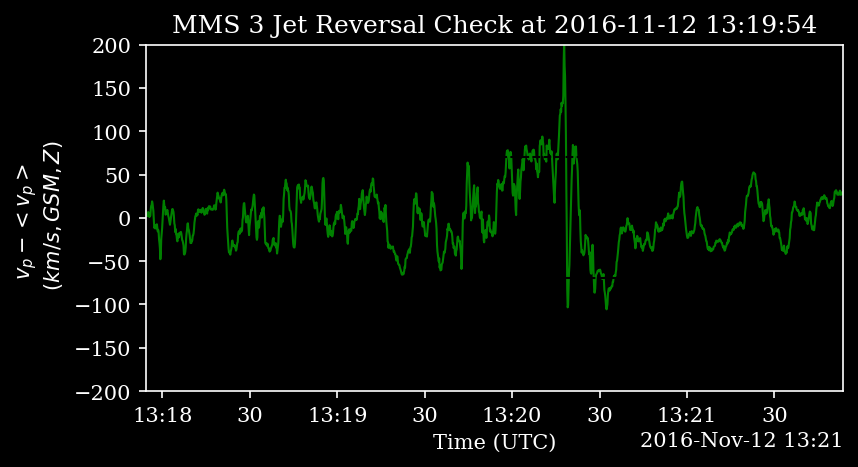 MMS 3 Jet Reversal Check at 2016-11-12 13:19:54
200
150
100
50
0
−50
−100
−150
−200
v_p − <v_p>
(km/s, GSM, Z)
13:18 30 13:19 30 13:20 30 13:21 30
Time (UTC)
2016-Nov-12 13:21